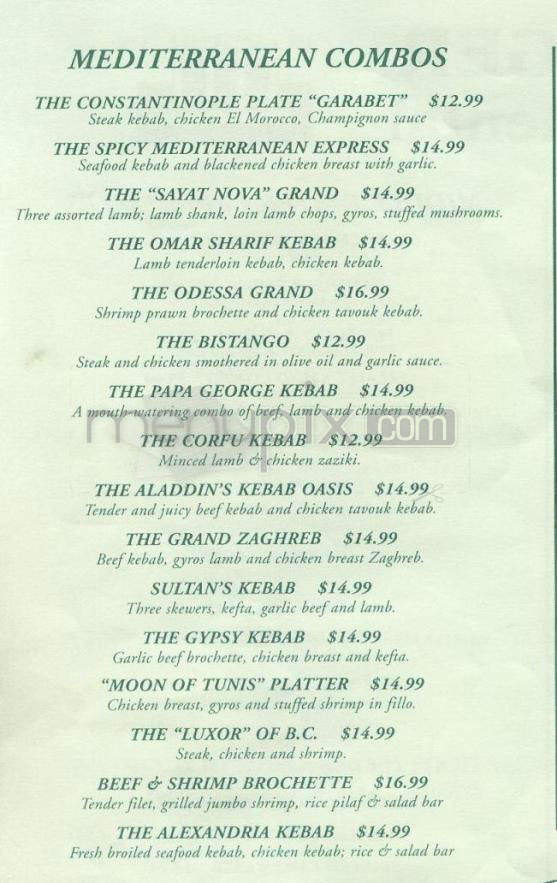 MEDITERRANEAN COMBOS
THE CONSTANTINOPLE PLATE “GARABET” $12.99
Steak kebab, chicken El Morocco, Champignon sauce
THE SPICY MEDITERRANEAN EXPRESS $14.99
Seafood kebab and blackened chicken breast with garlic.
THE “SAYAT NOVA” GRAND $14.99
Three assorted lamb; lamb shank, loin lamb chops, gyros, stuffed mushrooms.
THE OMAR SHARIF KEBAB $14.99
Lamb tenderloin kebab, chicken kebab.
THE ODESSA GRAND $16.99
Shrimp prawn brochette and chicken tavouk kebab.
THE BISTANGO $12.99
Steak and chicken smothered in olive oil and garlic sauce.
THE PAPA GEORGE KEBAB $14.99
A mouth-watering combo of beef, lamb and chicken kebab.
menupix.com
THE CORFU KEBAB $12.99
Minced lamb & chicken zaziki.
THE ALADDIN'S KEBAB OASIS $14.99
Tender and juicy beef kebab and chicken tavouk kebab.
THE GRAND ZAGHREB $14.99
Beef kebab, gyros lamb and chicken breast Zaghreb.
SULTAN'S KEBAB $14.99
Three skewers, kefta, garlic beef and lamb.
THE GYPSY KEBAB $14.99
Garlic beef brochette, chicken breast and kefta.
“MOON OF TUNIS” PLATTER $14.99
Chicken breast, gyros and stuffed shrimp in fillo.
THE “LUXOR” OF B.C. $14.99
Steak, chicken and shrimp.
BEEF & SHRIMP BROCHETTE $16.99
Tender filet, grilled jumbo shrimp, rice pilaf & salad bar
THE ALEXANDRIA KEBAB $14.99
Fresh broiled seafood kebab, chicken kebab; rice & salad bar